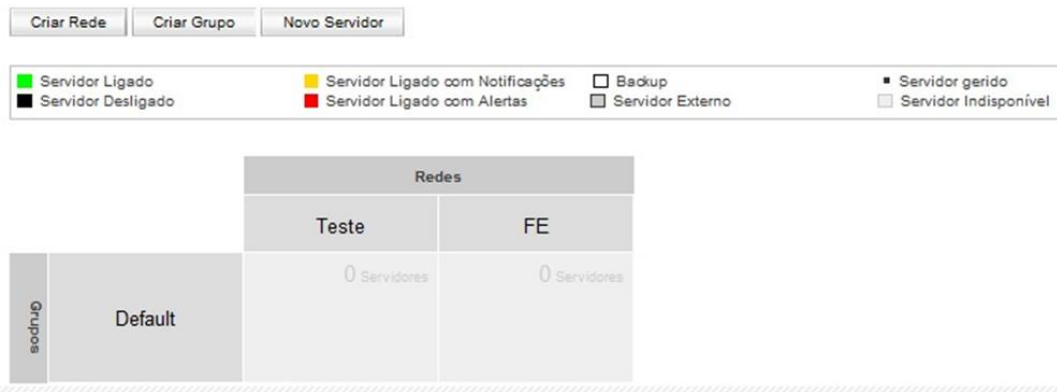 Criar Rede Criar Grupo Novo Servidor
Servidor Ligado Servidor Ligado com Notificações Backup Servidor gerido
Servidor Desligado Servidor Ligado com Alertas Servidor Externo Servidor Indisponível
Redes
Teste FE
0 Servidores 0 Servidores
Grupos
Default